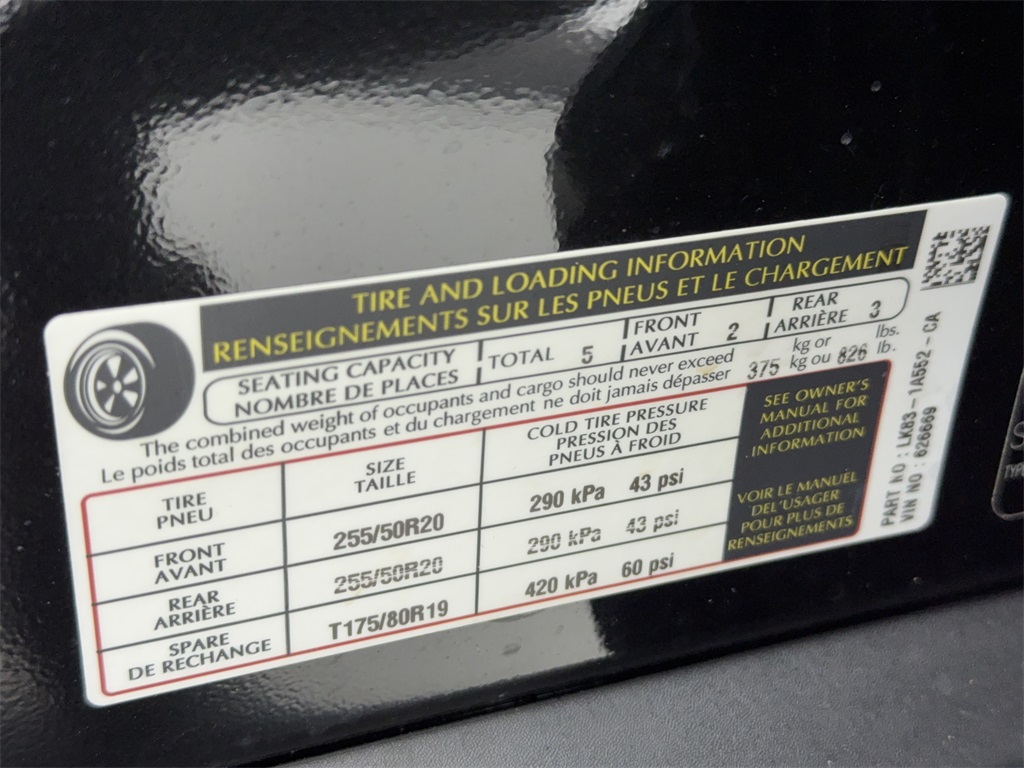 TIRE AND LOADING INFORMATION
RENSEIGNEMENTS SUR LES PNEUS ET LE CHARGEMENT
SEATING CAPACITY
NOMBRE DE PLACES
TOTAL 5
FRONT
AVANT 2
REAR
ARRIÈRE 3
The combined weight of occupants and cargo should never exceed 375 kg or 826 lbs.
Le poids total des occupants et du chargement ne doit jamais dépasser kg ou lb.
TIRE
PNEU
SIZE
TAILLE
COLD TIRE PRESSURE
PRESSION DES
PNEUS À FROID
FRONT
AVANT
255/50R20
290 kPa 43 psi
REAR
ARRIÈRE
255/50R20
290 kPa 43 psi
SPARE
DE RECHANGE
T175/80R19
420 kPa 60 psi
SEE OWNER'S
MANUAL FOR
ADDITIONAL
INFORMATION
VOIR LE MANUEL
DEL'USAGER
POUR PLUS DE
RENSEIGNEMENTS
PART NO : LK83-1A552-CA
VIN NO : 626669